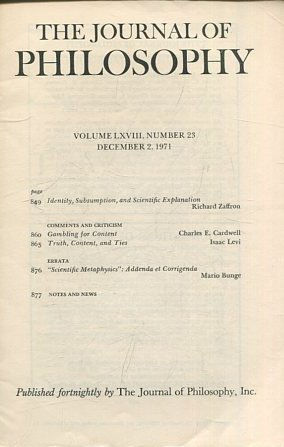 THE JOURNAL OF
PHILOSOPHY
VOLUME LXVIII, NUMBER 23
DECEMBER 2, 1971
page
849 Identity, Subsumption, and Scientific Explanation
Richard Zaffron
COMMENTS AND CRITICISM
860 Gambling for Content Charles E. Cardwell
865 Truth, Content, and Ties Isaac Levi
ERRATA
876 "Scientific Metaphysics": Addenda et Corrigenda
Mario Bunge
877 NOTES AND NEWS
Published fortnightly by The Journal of Philosophy, Inc.